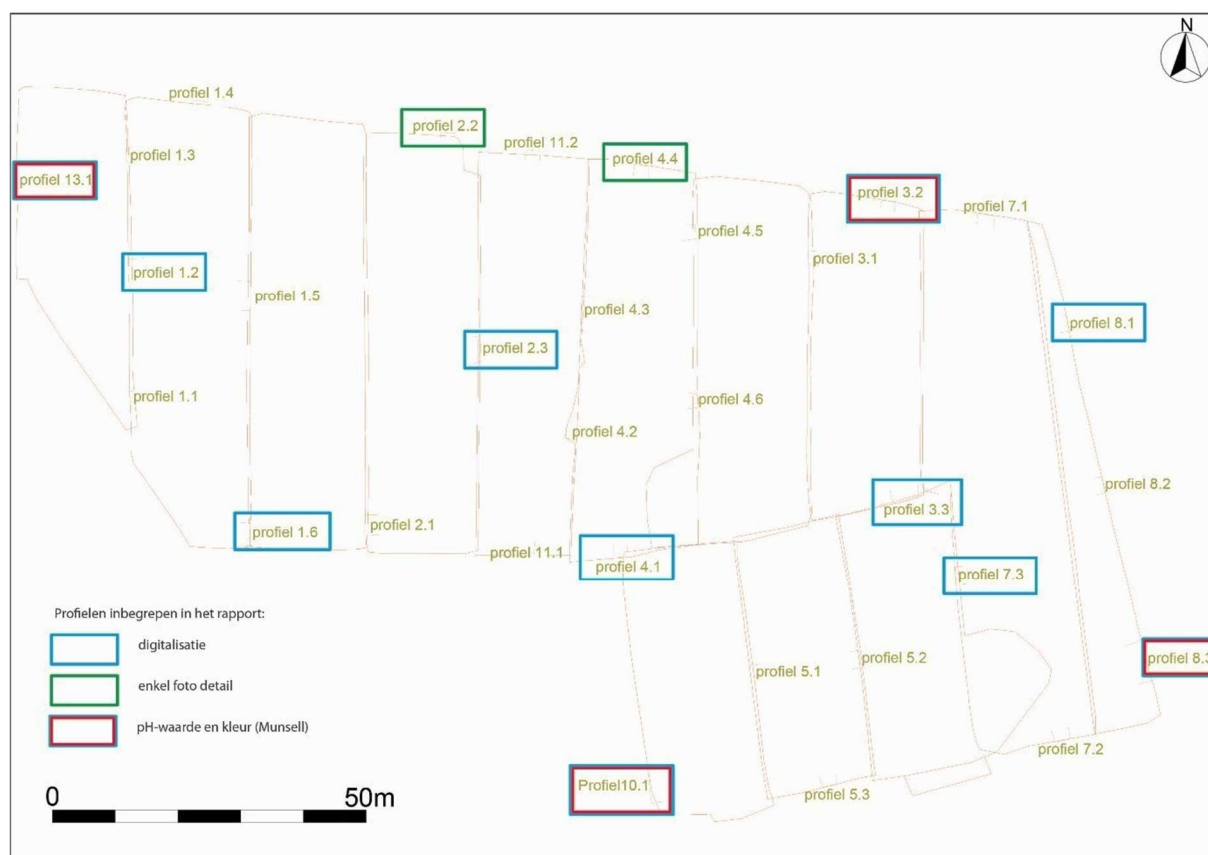 N
profiel 1.4
profiel 2.2
profiel 11.2
profiel 1.3
profiel 4.4
profiel 13.1
profiel 3.2
profiel 7.1
profiel 4.5
profiel 3.1
profiel 1.2
profiel 1.5
profiel 4.3
profiel 8.1
profiel 2.3
profiel 1.1
profiel 4.6
profiel 4.2
profiel 8.2
profiel 3.3
profiel 2.1
profiel 1.6
profiel 11.1
profiel 4.1
profiel 7.3
Profielen inbegrepen in het rapport:
digitalisatie
enkel foto detail
pH-waarde en kleur (Munsell)
profiel 5.2
profiel 8.3
profiel 5.1
profiel 7.2
Profiel10.1
profiel 5.3
0
50m